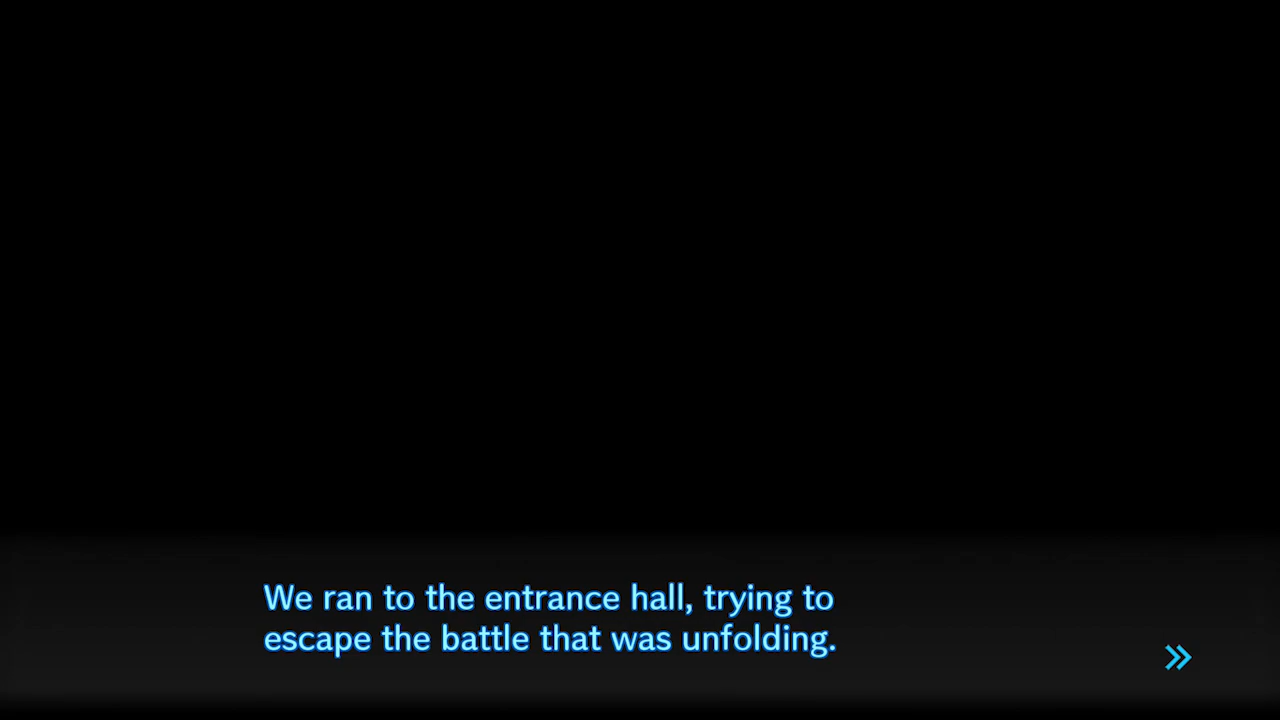 We ran to the entrance hall, trying to
escape the battle that was unfolding.